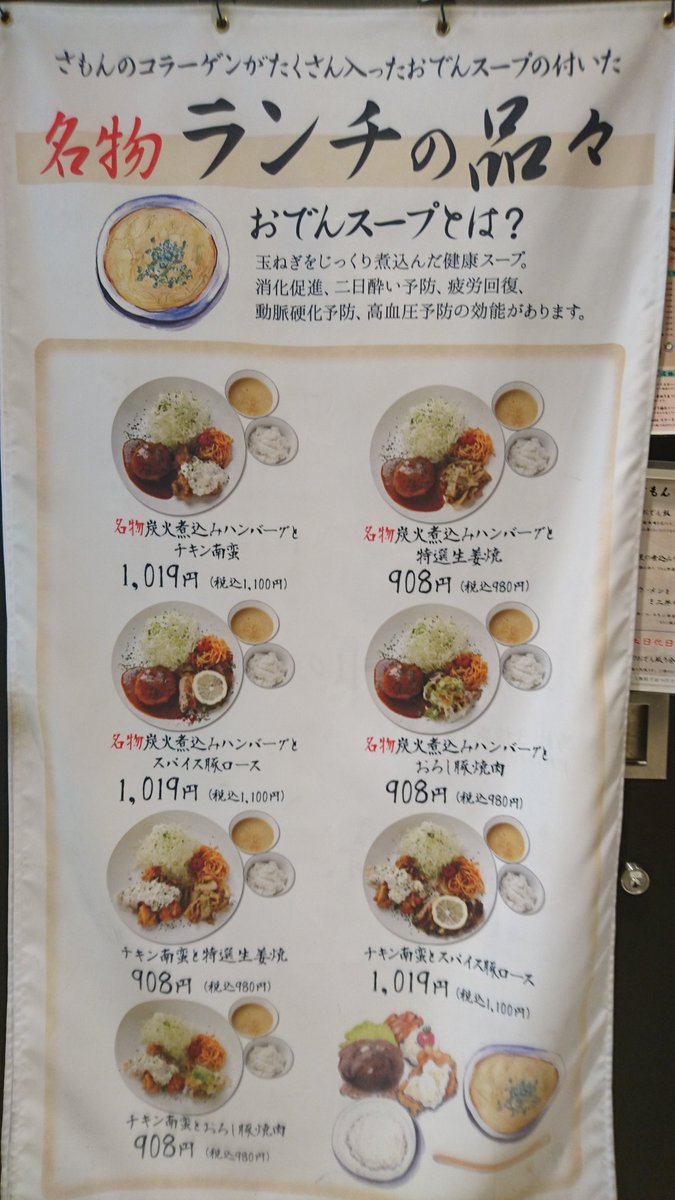 さもんのコラーゲンがたくさん入ったおでんスープの付いた
名物ランチの品々
おでんスープとは？
玉ねぎをじっくり煮込んだ健康スープ。
消化促進、二日酔い予防、疲労回復、
動脈硬化予防、高血圧予防の効能があります。
名物炭火煮込みハンバーグと
チキン南蛮
1,019円（税込1,100円）
名物炭火煮込みハンバーグと
特選生姜焼
908円（税込980円）
名物炭火煮込みハンバーグと
スパイス豚ロース
1,019円（税込1,100円）
名物炭火煮込みハンバーグと
おろし豚焼肉
908円（税込980円）
チキン南蛮と特選生姜焼
908円（税込980円）
チキン南蛮とスパイス豚ロース
1,019円（税込1,100円）
チキン南蛮とおろし豚焼肉
908円（税込980円）